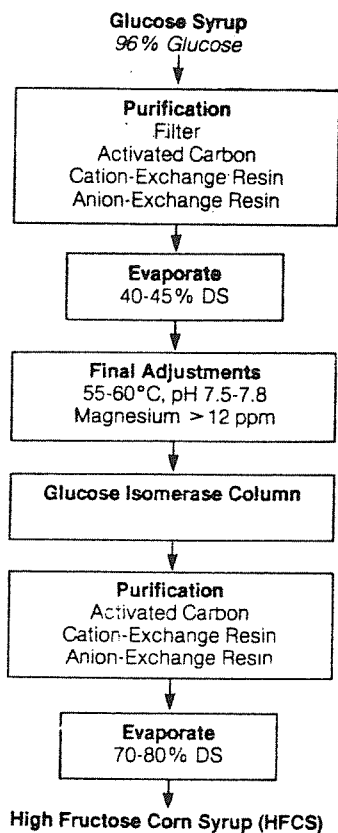 Glucose Syrup
96% Glucose
Purification
Filter
Activated Carbon
Cation-Exchange Resin
Anion-Exchange Resin
Evaporate
40-45% DS
Final Adjustments
55-60°C, pH 7.5-7.8
Magnesium > 12 ppm
Glucose Isomerase Column
Purification
Activated Carbon
Cation-Exchange Resin
Anion-Exchange Resin
Evaporate
70-80% DS
High Fructose Corn Syrup (HFCS)